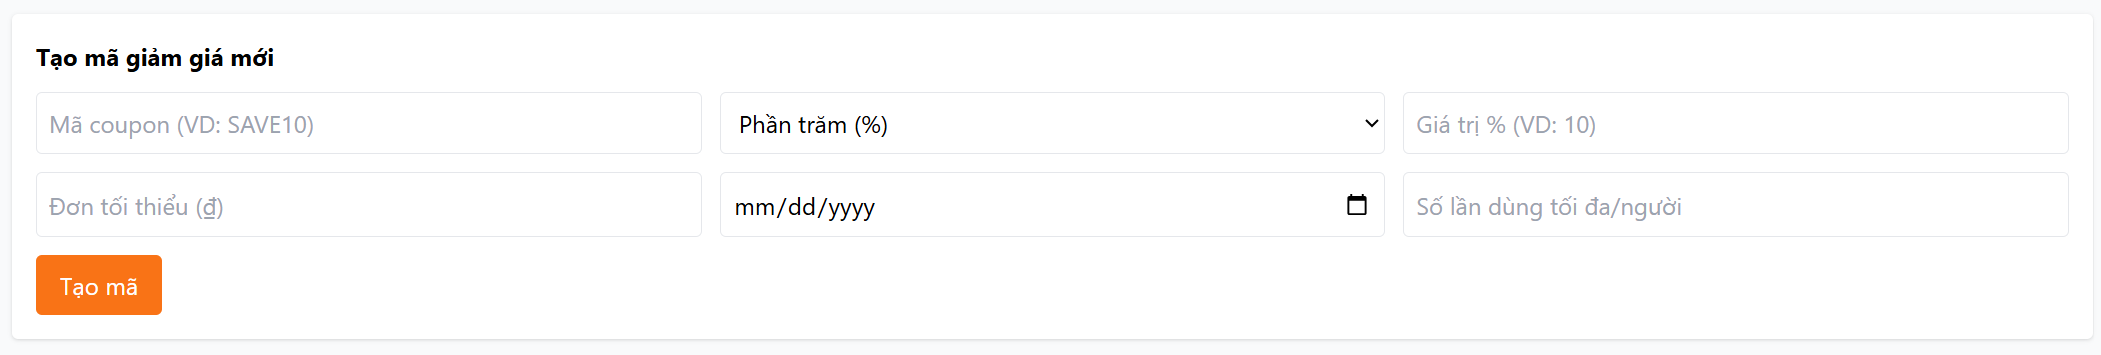 Tạo mã giảm giá mới
Mã coupon (VD: SAVE10)
Phần trăm (%)
Giá trị % (VD: 10)
Đơn tối thiểu (₫)
mm/dd/yyyy
Số lần dùng tối đa/người
Tạo mã